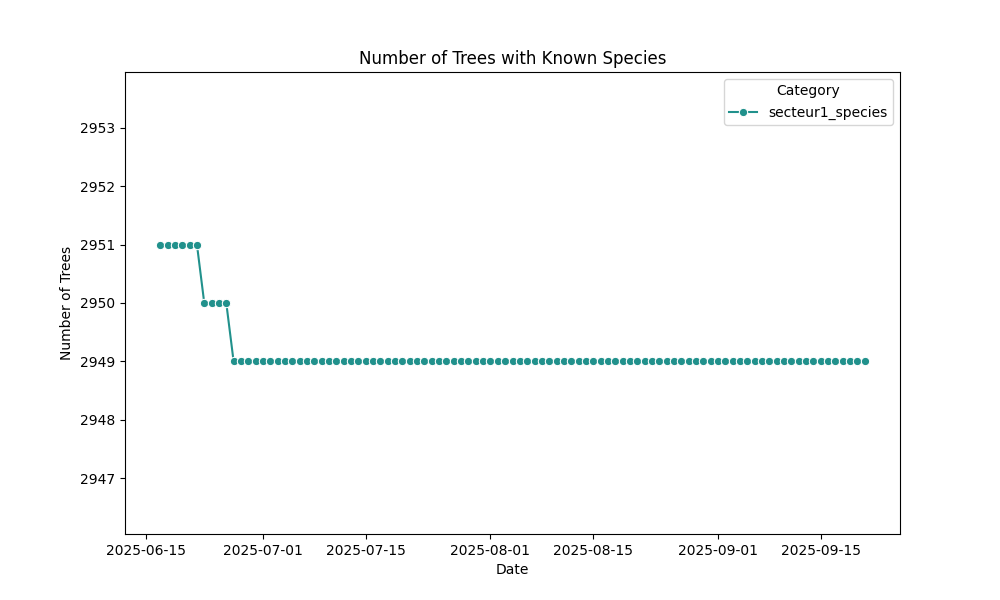 Number of Trees with Known Species
Category
secteur1_species
2953
2952
2951
2950
2949
2948
2947
Number of Trees
2025-06-15
2025-07-01
2025-07-15
2025-08-01
2025-08-15
2025-09-01
2025-09-15
Date